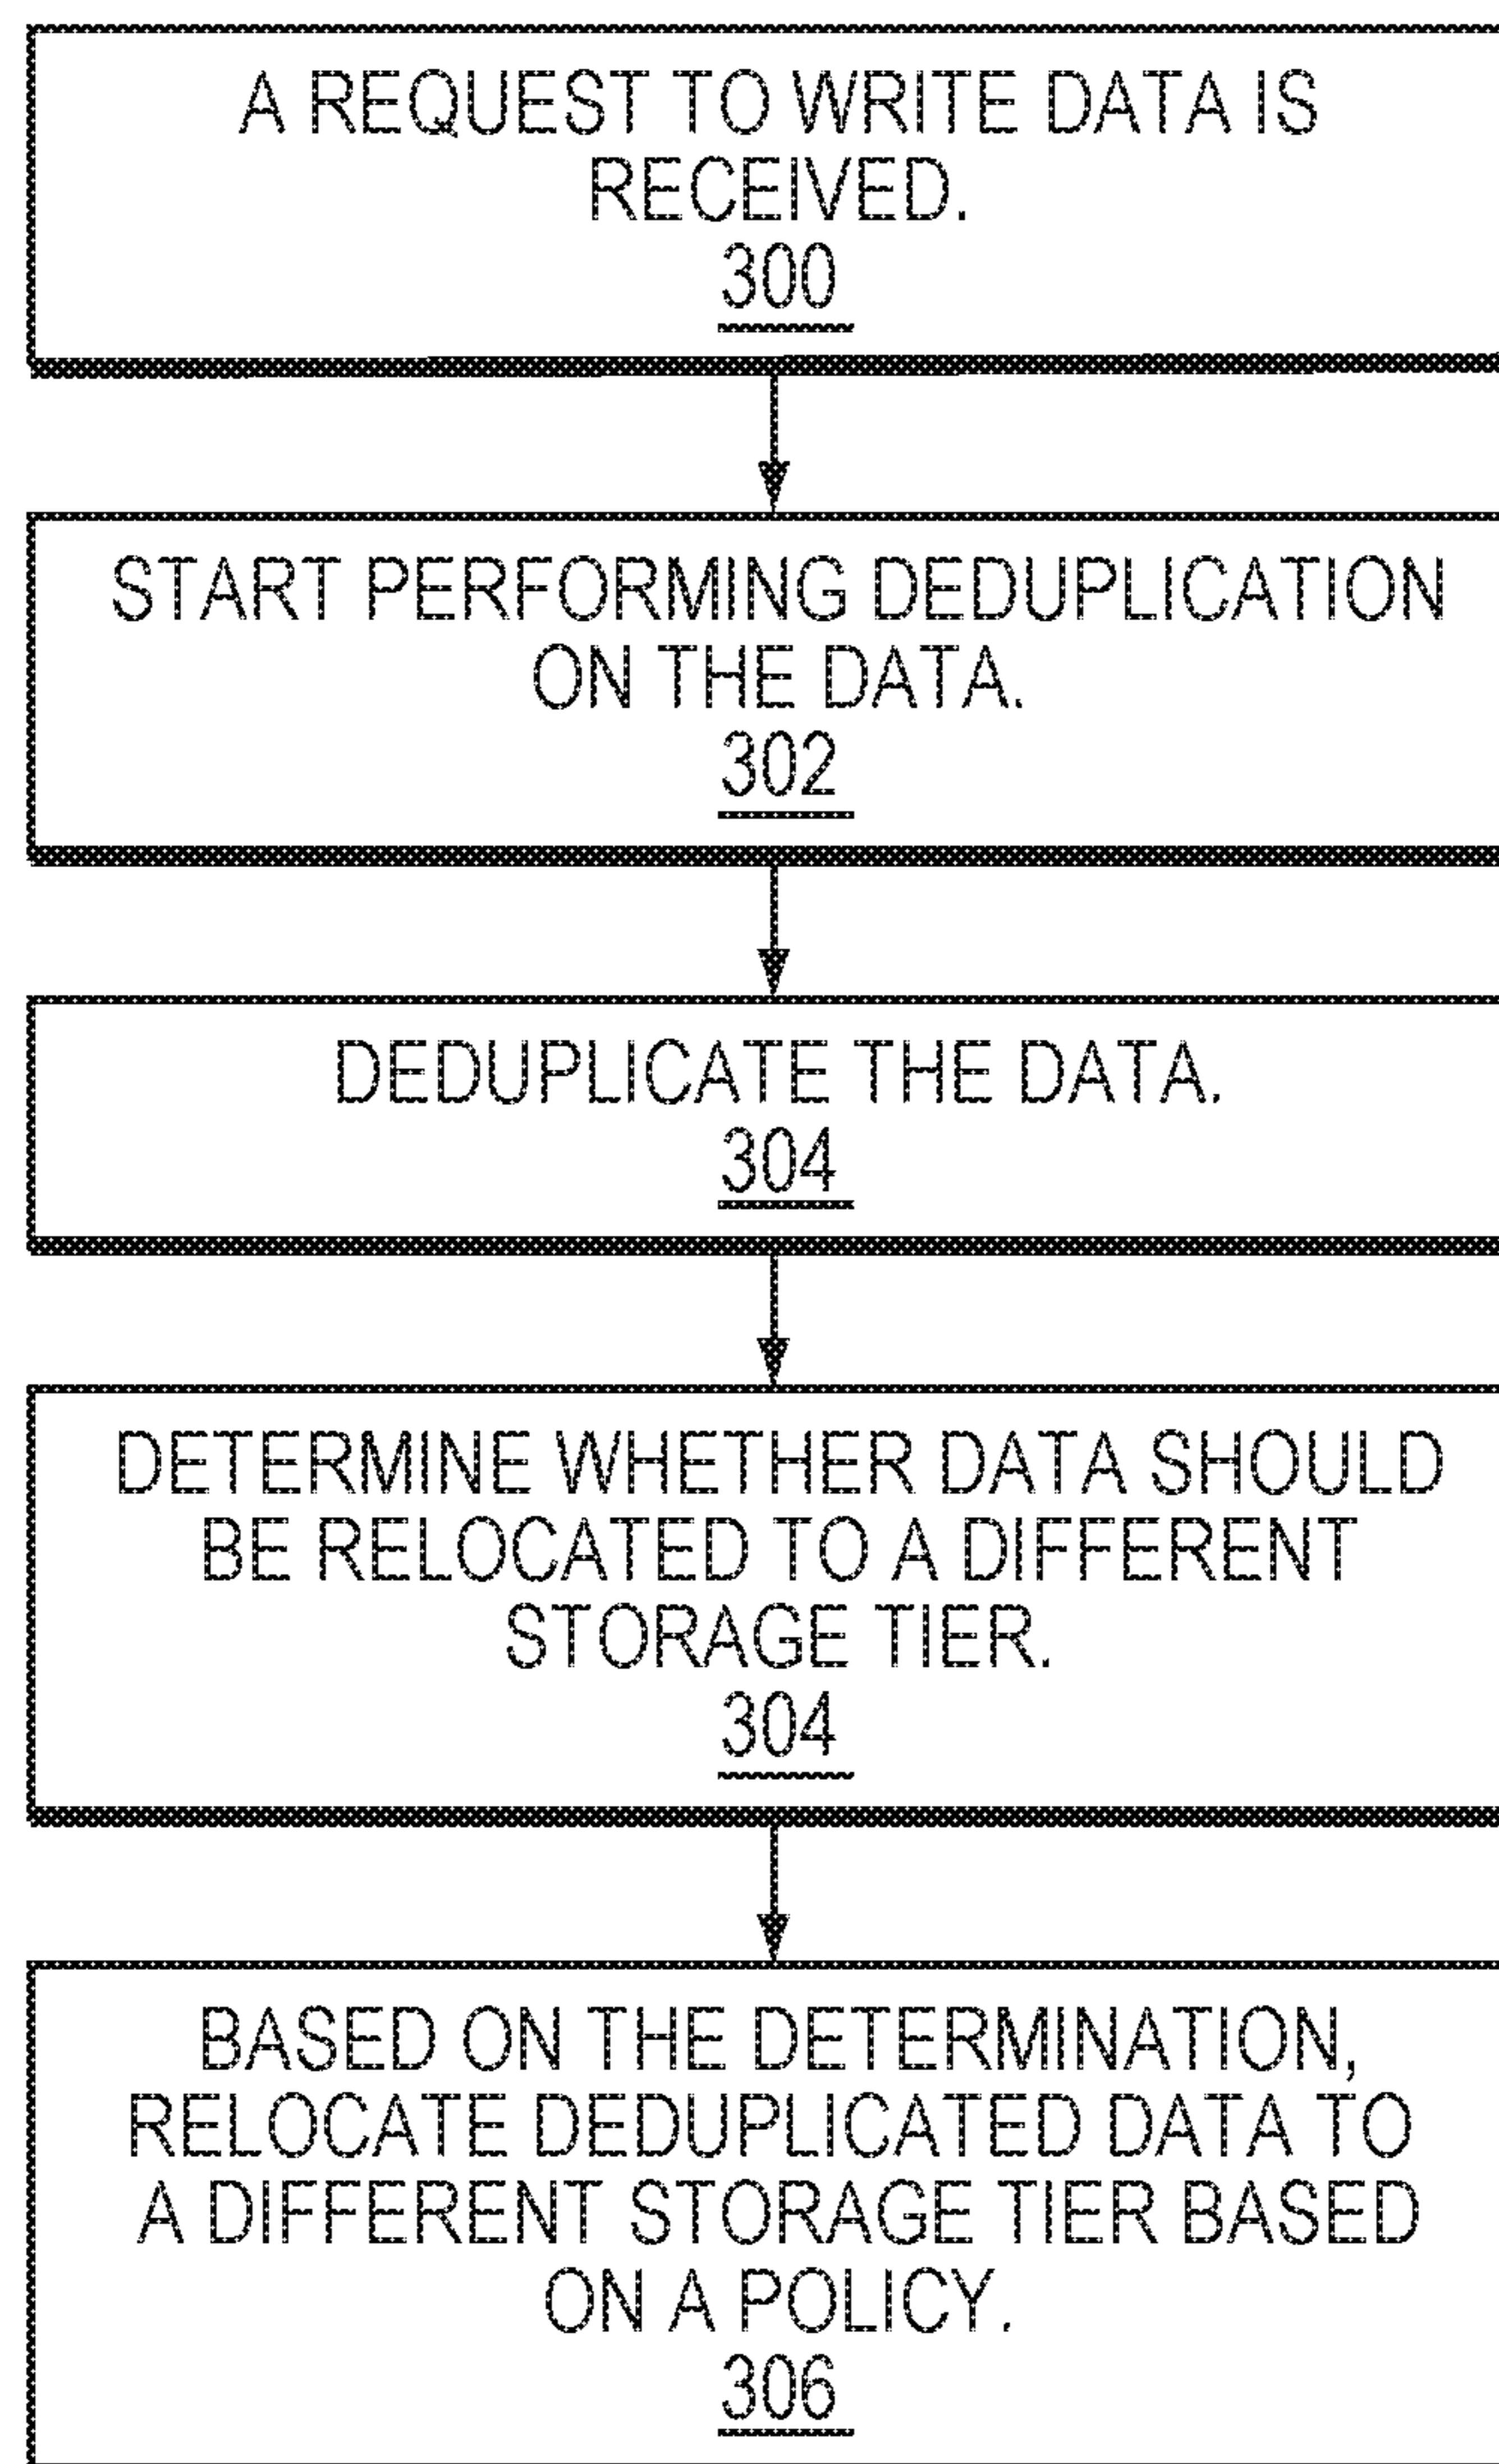 A REQUEST TO WRITE DATA IS
RECEIVED.
300
START PERFORMING DEDUPLICATION
ON THE DATA.
302
DEDUPLICATE THE DATA.
304
DETERMINE WHETHER DATA SHOULD
BE RELOCATED TO A DIFFERENT
STORAGE TIER.
304
BASED ON THE DETERMINATION,
RELOCATE DEDUPLICATED DATA TO
A DIFFERENT STORAGE TIER BASED
ON A POLICY.
306